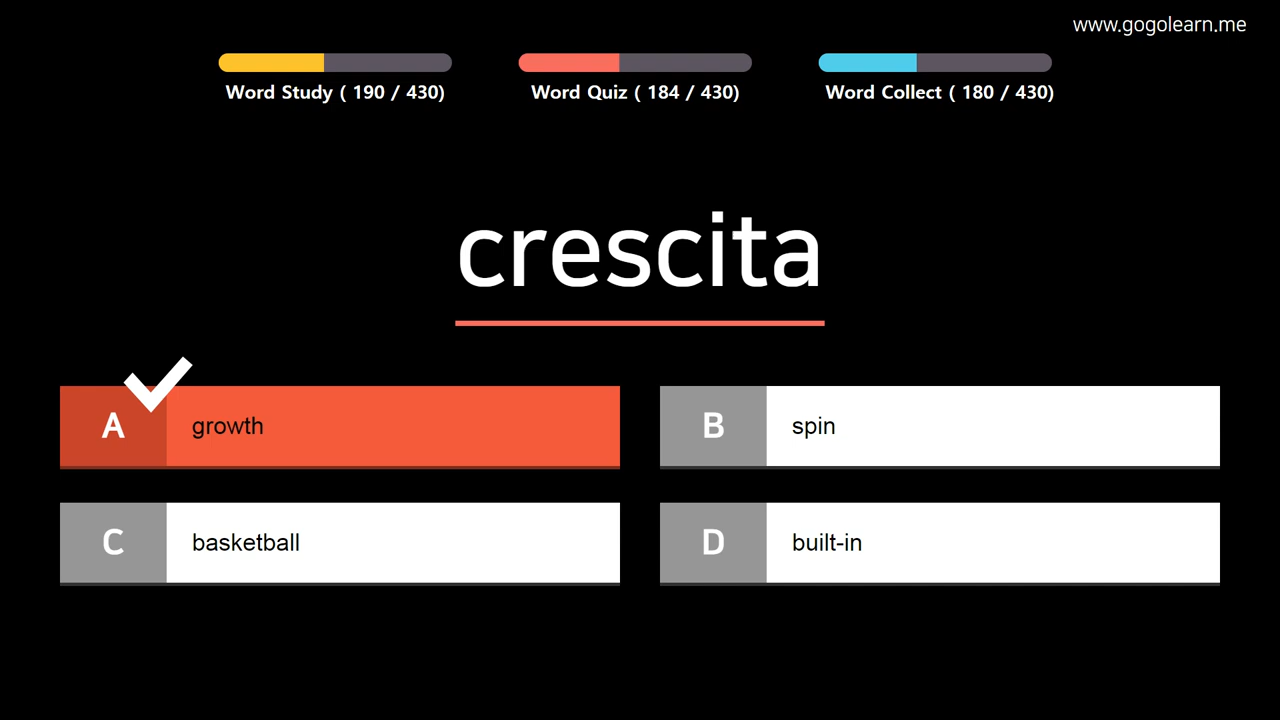 www.gogolearn.me
Word Study ( 190 / 430)
Word Quiz ( 184 / 430)
Word Collect ( 180 / 430)
crescita
A growth
B spin
C basketball
D built-in